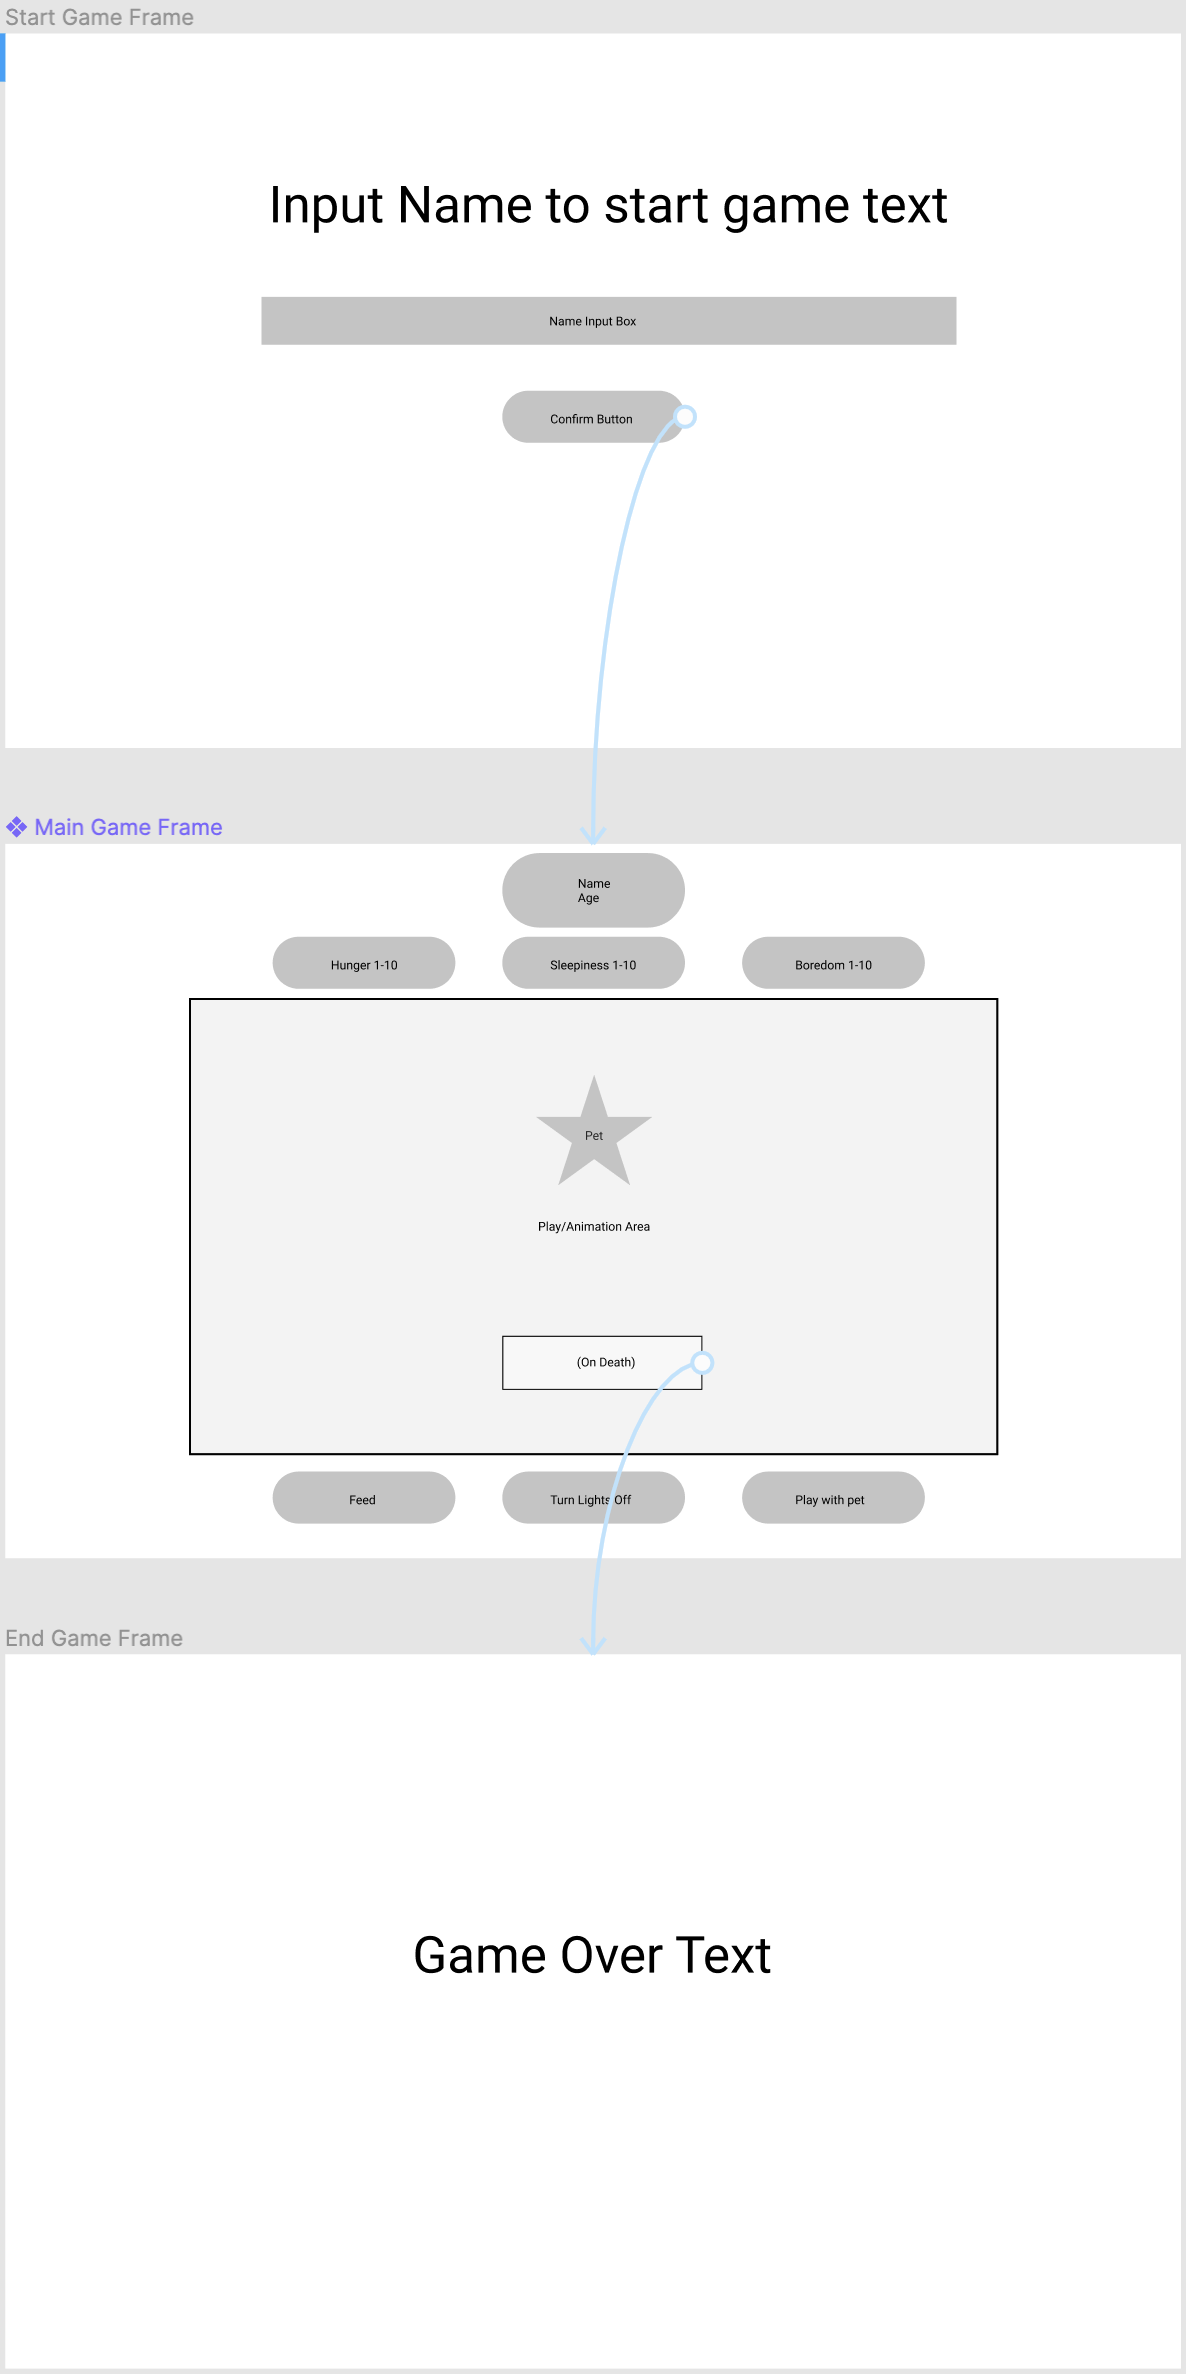 Start Game Frame
Input Name to start game text
Name Input Box
Confirm Button
Main Game Frame
Name
Age
Hunger 1-10
Sleepiness 1-10
Boredom 1-10
Pet
Play/Animation Area
(On Death)
Feed
Turn Lights Off
Play with pet
End Game Frame
Game Over Text